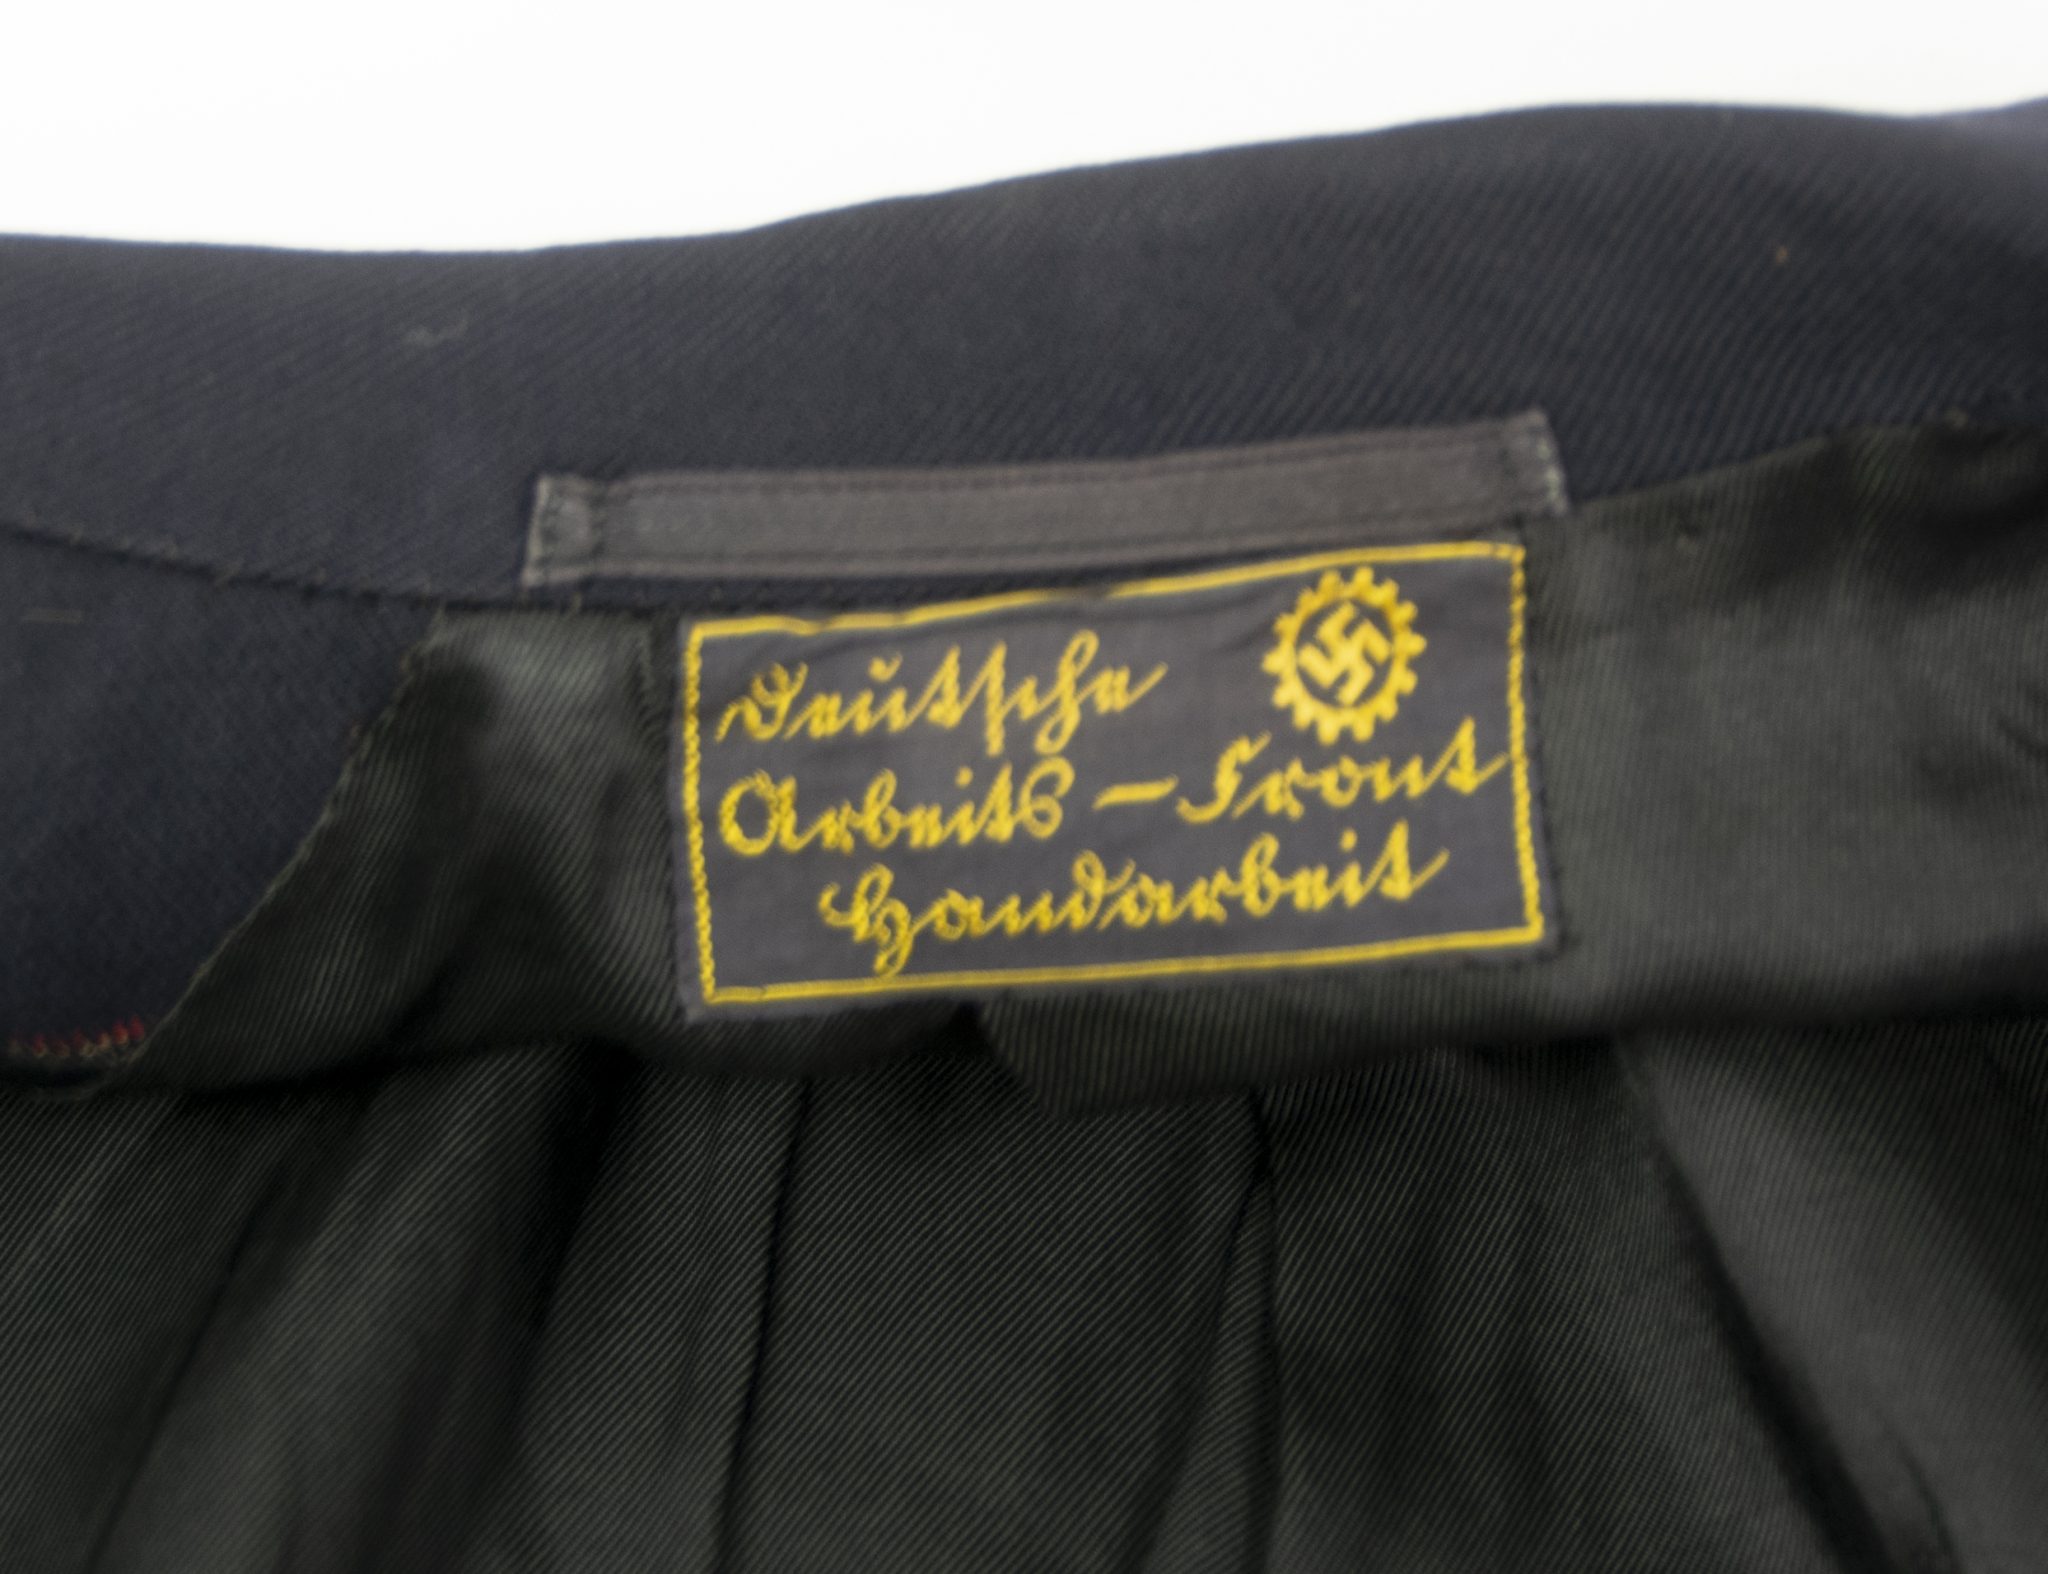 Deutsche
Arbeits-Front
Handarbeit